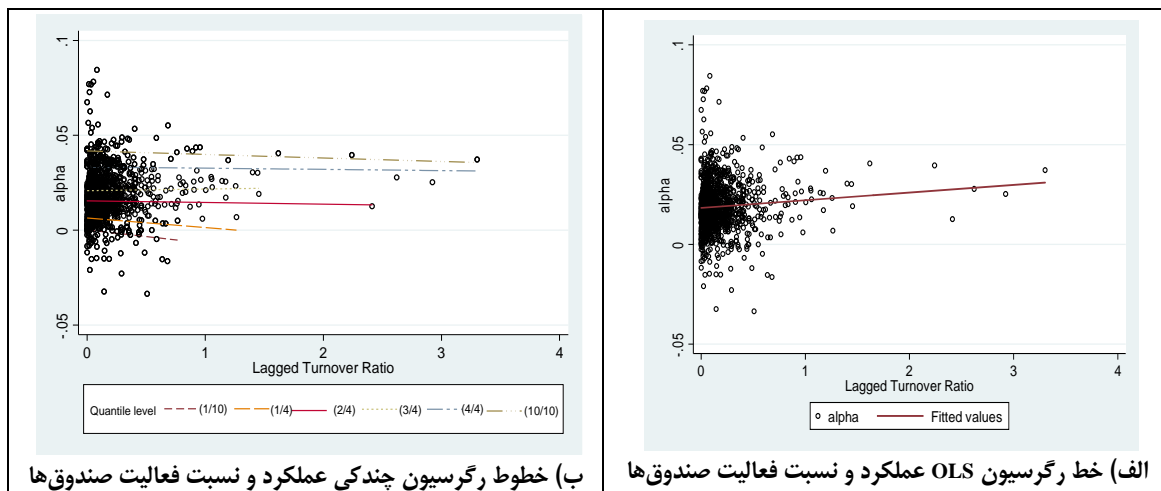 .1
.05
0
-.05
alpha
0 1 2 3 4
Lagged Turnover Ratio
alpha Fitted values
الف) خط رگرسیون OLS عملکرد و نسبت فعالیت صندوق‌ها
.1
.05
0
-.05
alpha
0 1 2 3 4
Lagged Turnover Ratio
Quantile level (1/10) (1/4) (2/4) (3/4) (4/4) (10/10)
ب) خطوط رگرسیون چندکی عملکرد و نسبت فعالیت صندوق‌ها